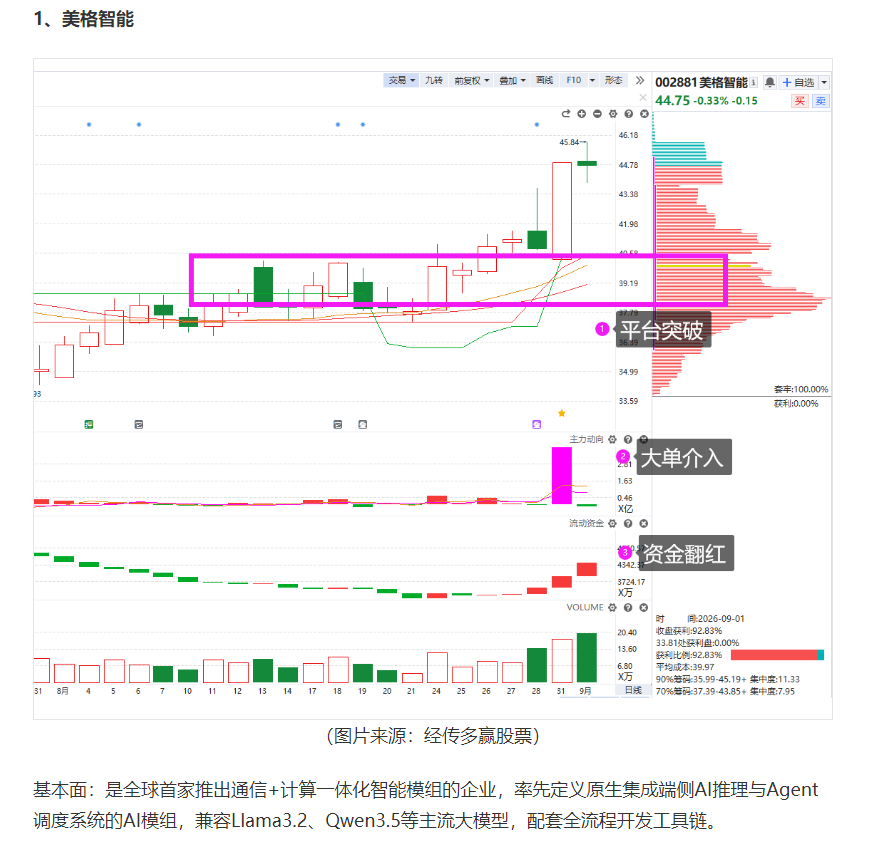 1、美格智能
交易 九转 前复权 叠加 画线 F10 形态
002881 美格智能 自选
44.75 -0.33% -0.15 买 卖
46.18
45.84
44.78
43.38
41.98
40.58
39.19
37.79
1 平台突破
34.99
33.59
套牢:100.00%
获利:0.00%
主力动向
2 大单介入
2.81
1.63
0.46
X亿
流动资金
3 资金翻红
4342.37
3724.17
X万
VOLUME
20.40
13.60
6.80
X万
31 8月 4 5 6 7 10 11 12 13 14 17 18 19 20 21 24 25 26 27 28 31 9月 日线
时 间:2026-09-01
收盘获利:92.83%
33.81处获利盘:0.00%
获利比例:92.83%
平均成本:39.97
90%筹码:35.99-45.19+ 集中度:11.33
70%筹码:37.39-43.85+ 集中度:7.95
（图片来源：经传多赢股票）
基本面：是全球首家推出通信+计算一体化智能模组的企业，率先定义原生集成端侧AI推理与Agent
调度系统的AI模组，兼容Llama3.2、Qwen3.5等主流大模型，配套全流程开发工具链。